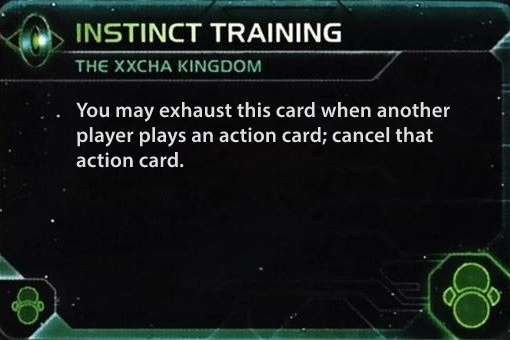 INSTINCT TRAINING
THE XXCHA KINGDOM
You may exhaust this card when another
player plays an action card; cancel that
action card.